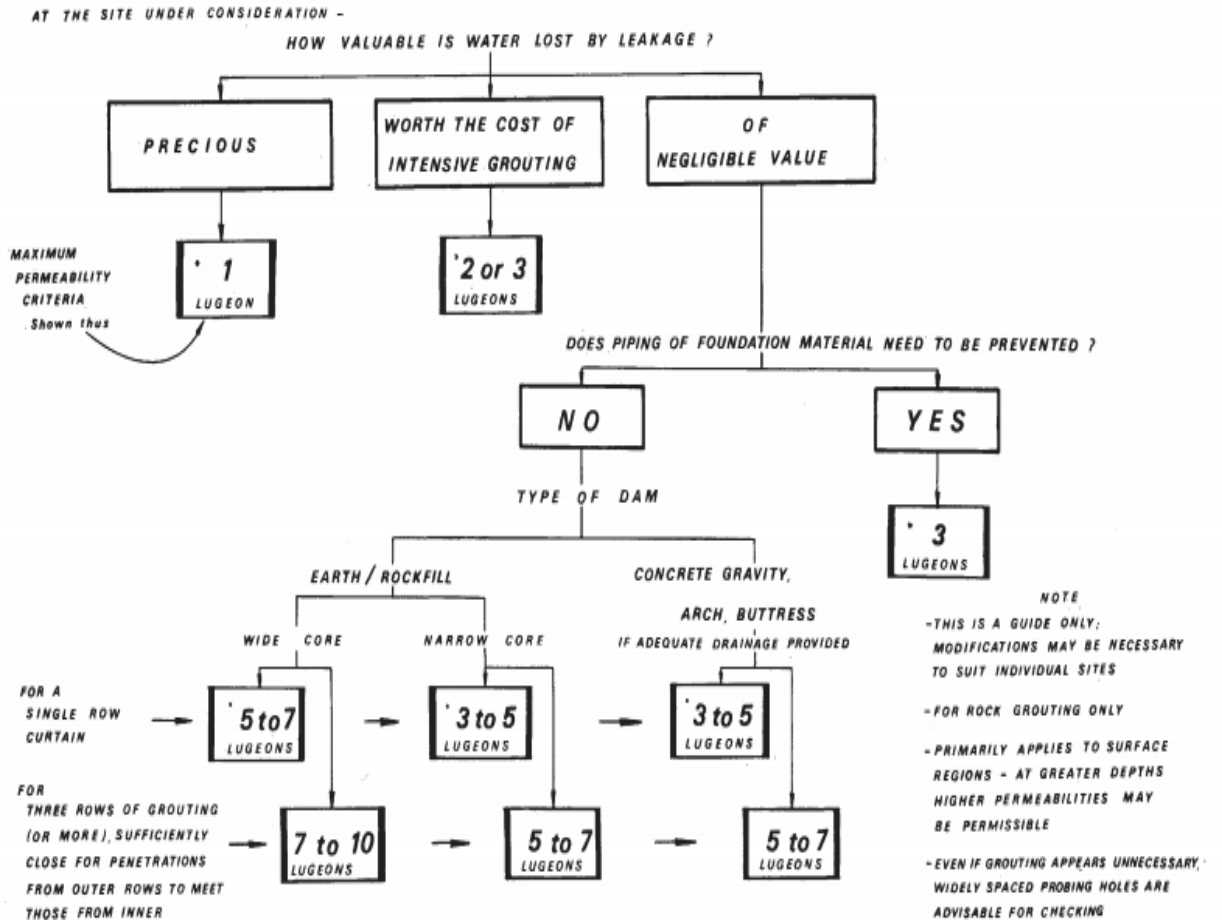 AT THE SITE UNDER CONSIDERATION -
HOW VALUABLE IS WATER LOST BY LEAKAGE ?
PRECIOUS
WORTH THE COST OF
INTENSIVE GROUTING
OF
NEGLIGIBLE VALUE
MAXIMUM
PERMEABILITY
CRITERIA
Shown thus
* 1
LUGEON
* 2 or 3
LUGEONS
DOES PIPING OF FOUNDATION MATERIAL NEED TO BE PREVENTED ?
NO
YES
TYPE OF DAM
* 3
LUGEONS
EARTH / ROCKFILL
CONCRETE GRAVITY,
ARCH, BUTTRESS
IF ADEQUATE DRAINAGE PROVIDED
WIDE CORE
NARROW CORE
FOR A
SINGLE ROW
CURTAIN
* 5 to 7
LUGEONS
* 3 to 5
LUGEONS
* 3 to 5
LUGEONS
FOR
THREE ROWS OF GROUTING
(OR MORE), SUFFICIENTLY
CLOSE FOR PENETRATIONS
FROM OUTER ROWS TO MEET
THOSE FROM INNER
7 to 10
LUGEONS
5 to 7
LUGEONS
5 to 7
LUGEONS
NOTE
- THIS IS A GUIDE ONLY;
MODIFICATIONS MAY BE NECESSARY
TO SUIT INDIVIDUAL SITES
- FOR ROCK GROUTING ONLY
- PRIMARILY APPLIES TO SURFACE
REGIONS - AT GREATER DEPTHS
HIGHER PERMEABILITIES MAY
BE PERMISSIBLE
- EVEN IF GROUTING APPEARS UNNECESSARY,
WIDELY SPACED PROBING HOLES ARE
ADVISABLE FOR CHECKING